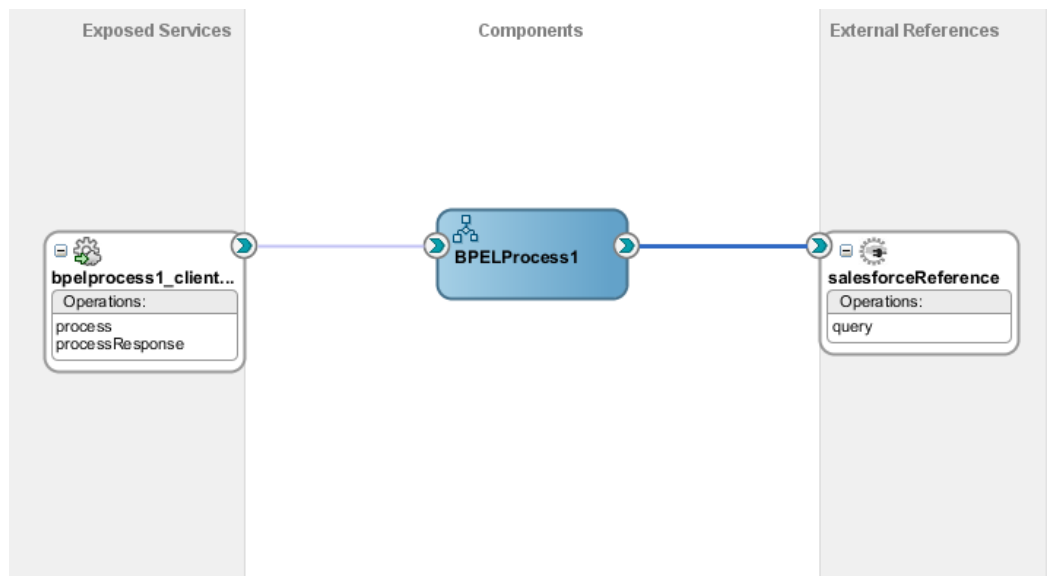 Exposed Services
Components
External References
bpelprocess1_client...
Operations:
process
processResponse
BPELProcess1
salesforceReference
Operations:
query